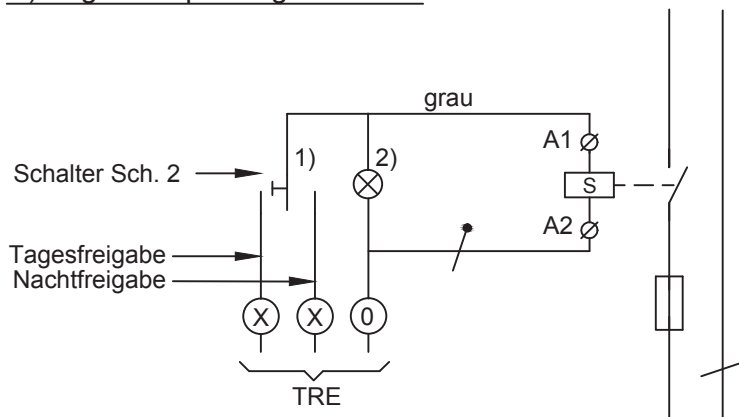 grau
1)
2)
A1
Schalter Sch. 2
S
A2
Tagesfreigabe
Nachtfreigabe
X
X
0
TRE